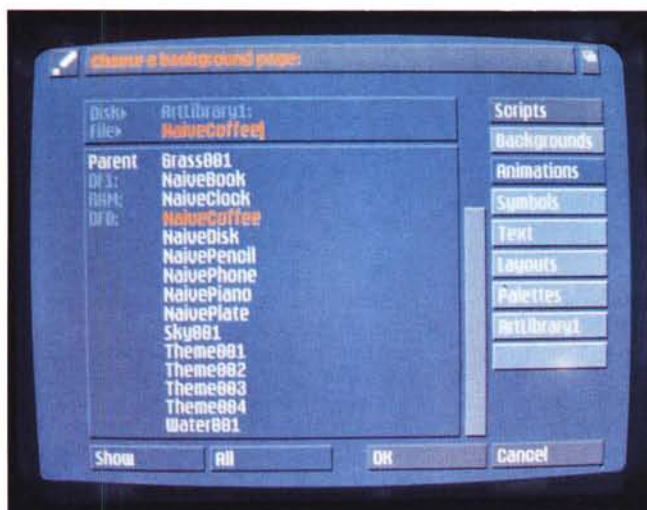 Choose a background page:
Disk▸ ArtLibrary1:
File▸ NaiveCoffee
Parent Grass001
DF1: NaiveBook
RAM: NaiveClock
DF0: NaiveCoffee
NaiveDisk
NaivePencil
NaivePhone
NaivePiano
NaivePlate
Sky001
Theme001
Theme002
Theme003
Theme004
Water001
Scripts
Backgrounds
Animations
Symbols
Text
Layouts
Palettes
ArtLibrary1
Show All OK Cancel